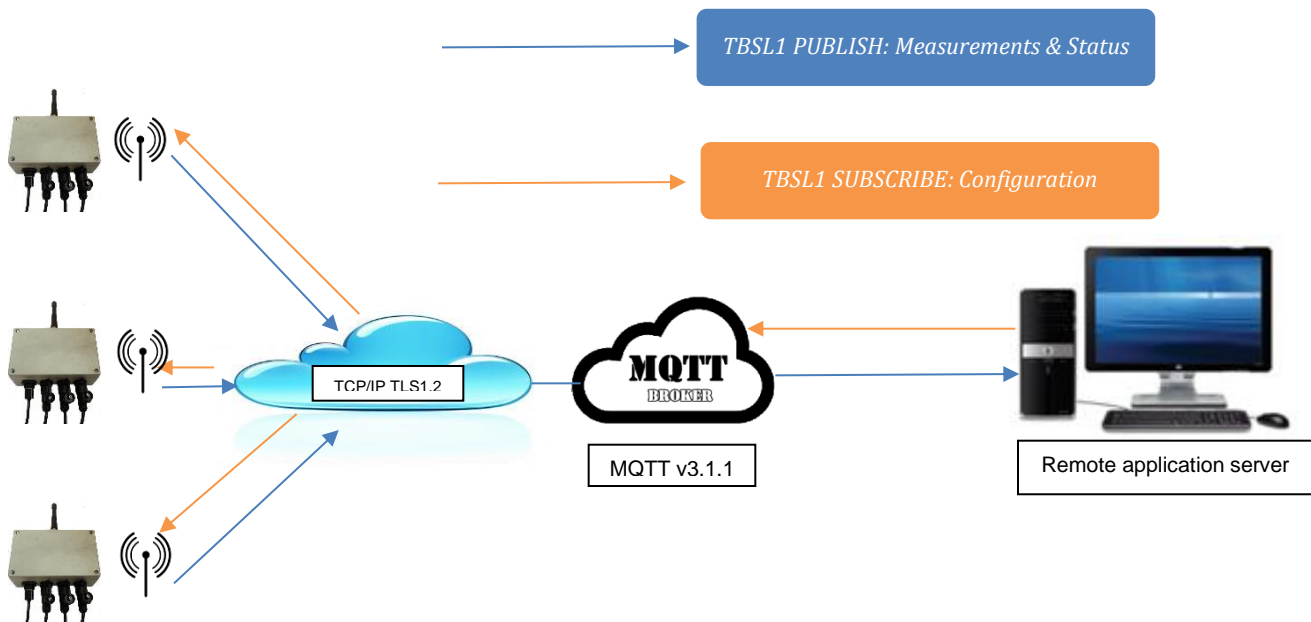 TBSL1 PUBLISH: Measurements & Status
TBSL1 SUBSCRIBE: Configuration
TCP/IP TLS1.2
MQTT
BROKER
MQTT v3.1.1
Remote application server